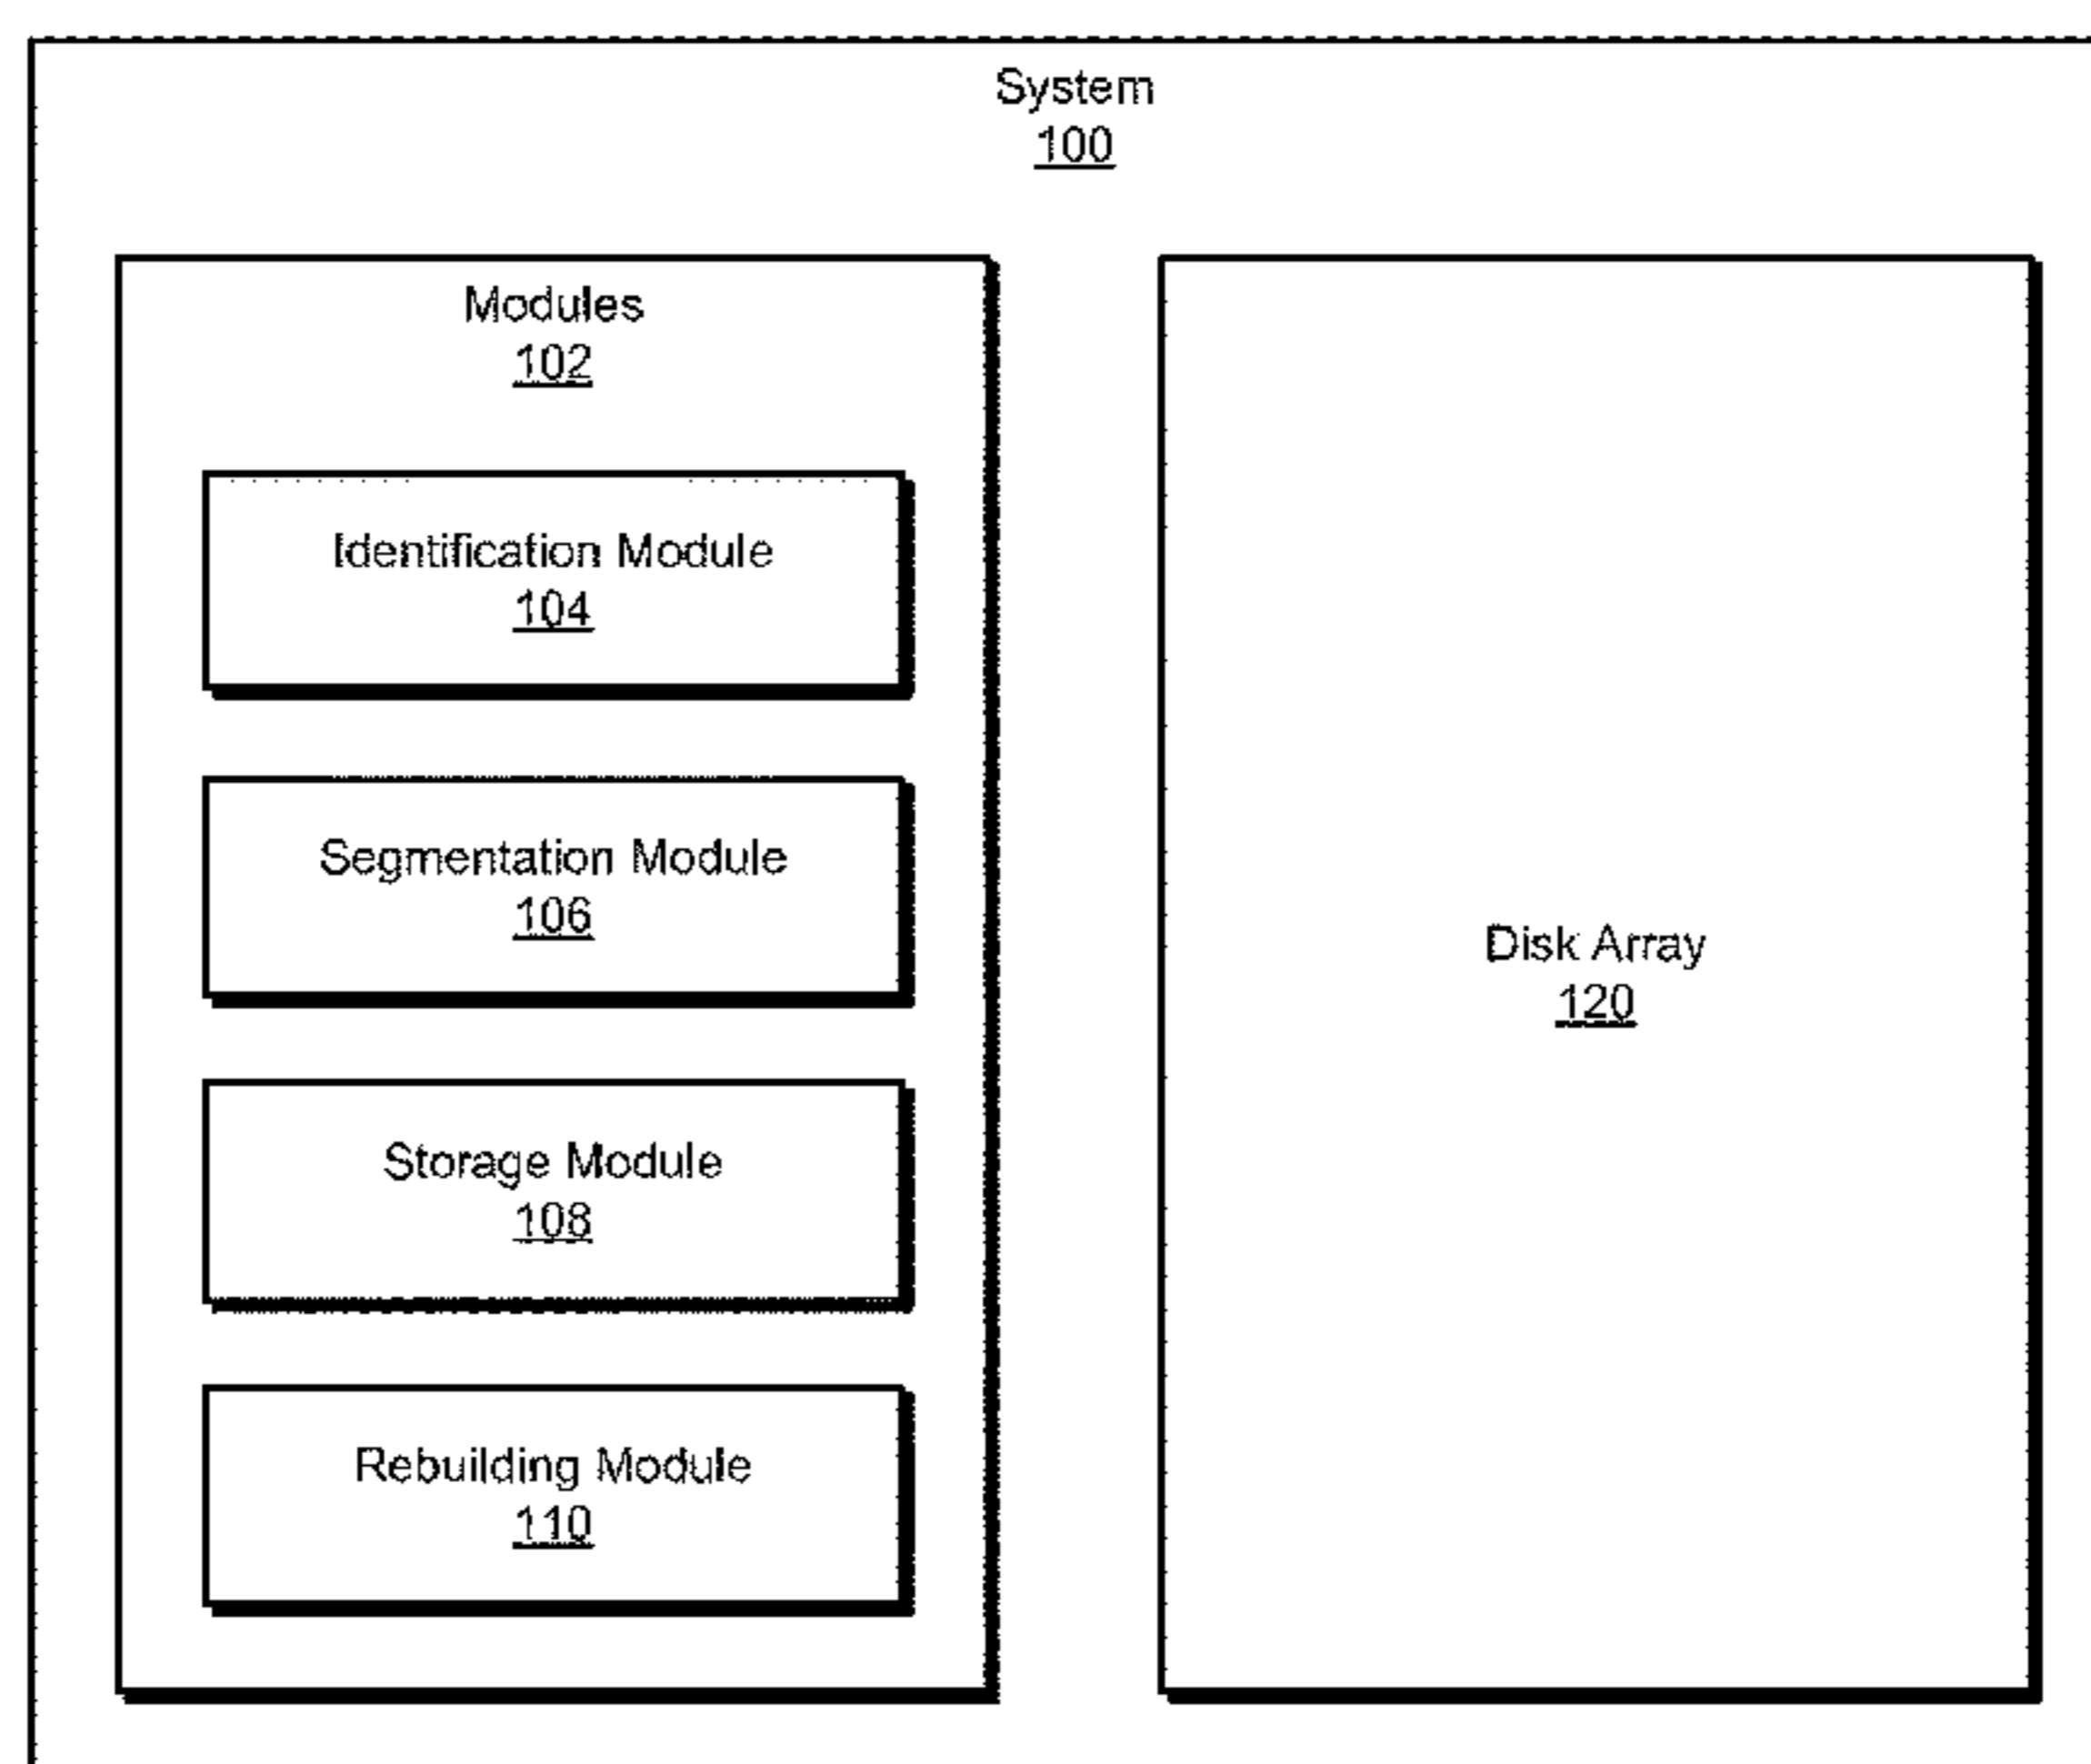 System
100
Modules
102
Identification Module
104
Segmentation Module
106
Storage Module
108
Rebuilding Module
110
Disk Array
120